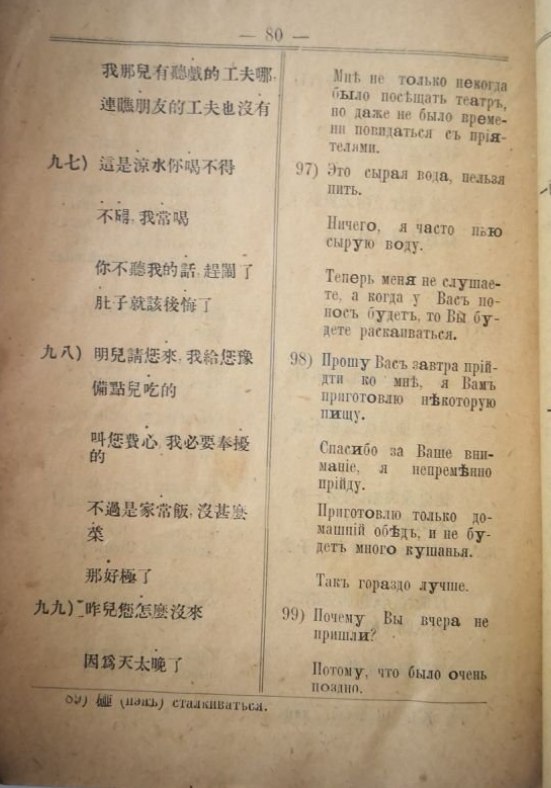 — 80 —
我那兒有聽戲的工夫哪,
連瞧朋友的工夫也沒有
九七) 這是涼水你喝不得
不礙, 我常喝
你不聽我的話, 趕鬧了
肚子就該後悔了
九八) 明兒請您來, 我給您豫
備點兒吃的
叫您費心, 我必要奉擾
的
不過是家常飯, 沒甚麼
菜
那好極了
九九) 昨兒您怎麼沒來
因爲天太晚了
Мнѣ не только некогда
было посѣщать театръ,
но даже не было време-
ни повидаться съ прія-
телями.
97) Это сырая вода, нельзя
пить.
Ничего, я часто пью
сырую воду.
Теперь меня не слушае-
те, а когда у Васъ по-
носъ будетъ, то Вы бу-
дете раскаиваться.
98) Прошу Васъ завтра прій-
дти ко мнѣ, я Вамъ
приготовлю нѣкоторую
пищу.
Спасибо за Ваше вни-
маніе, я непремѣнно
прійду.
Приготовлю только до-
машній обѣдъ, и не бу-
детъ много кушанья.
Такъ гораздо лучше.
99) Почему Вы вчера не
пришли?
Потому, что было очень
поздно.
89) (пэнъ) сталкиваться.